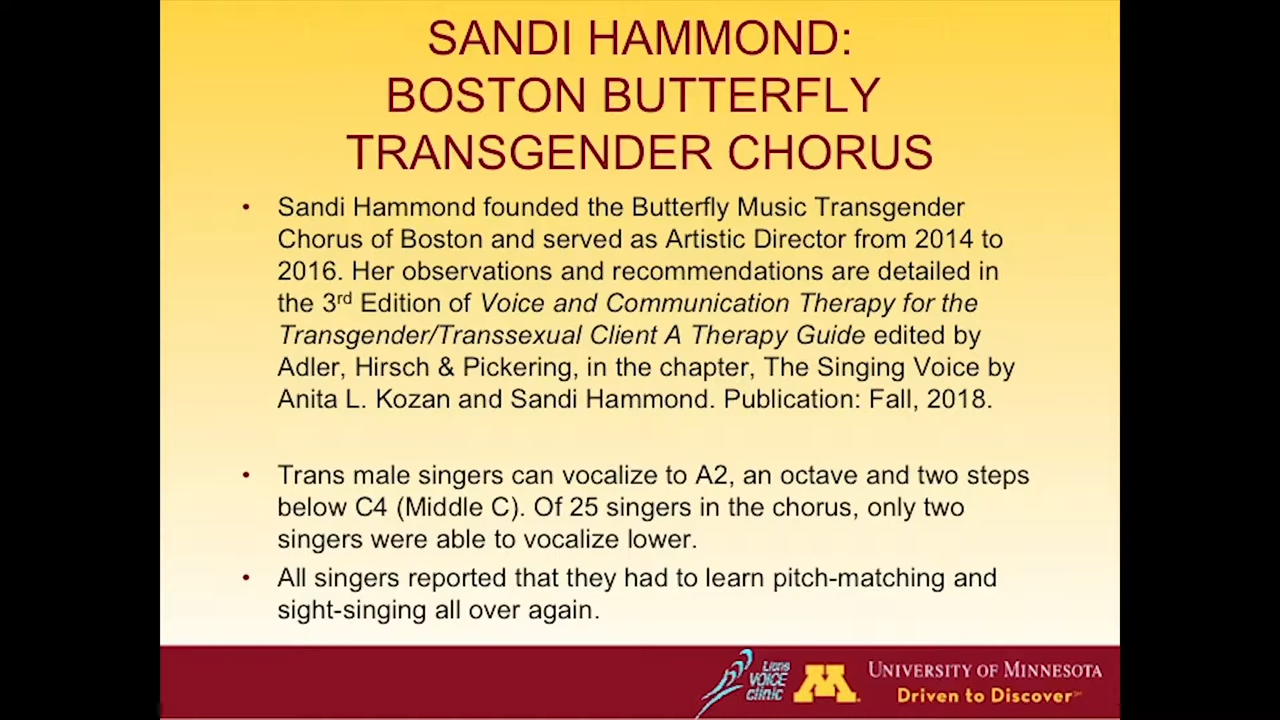 SANDI HAMMOND:
BOSTON BUTTERFLY
TRANSGENDER CHORUS
• Sandi Hammond founded the Butterfly Music Transgender
Chorus of Boston and served as Artistic Director from 2014 to
2016. Her observations and recommendations are detailed in
the 3rd Edition of Voice and Communication Therapy for the
Transgender/Transsexual Client A Therapy Guide edited by
Adler, Hirsch & Pickering, in the chapter, The Singing Voice by
Anita L. Kozan and Sandi Hammond. Publication: Fall, 2018.
• Trans male singers can vocalize to A2, an octave and two steps
below C4 (Middle C). Of 25 singers in the chorus, only two
singers were able to vocalize lower.
• All singers reported that they had to learn pitch-matching and
sight-singing all over again.
Lions
VOICE
clinic
M
UNIVERSITY OF MINNESOTA
Driven to Discover℠